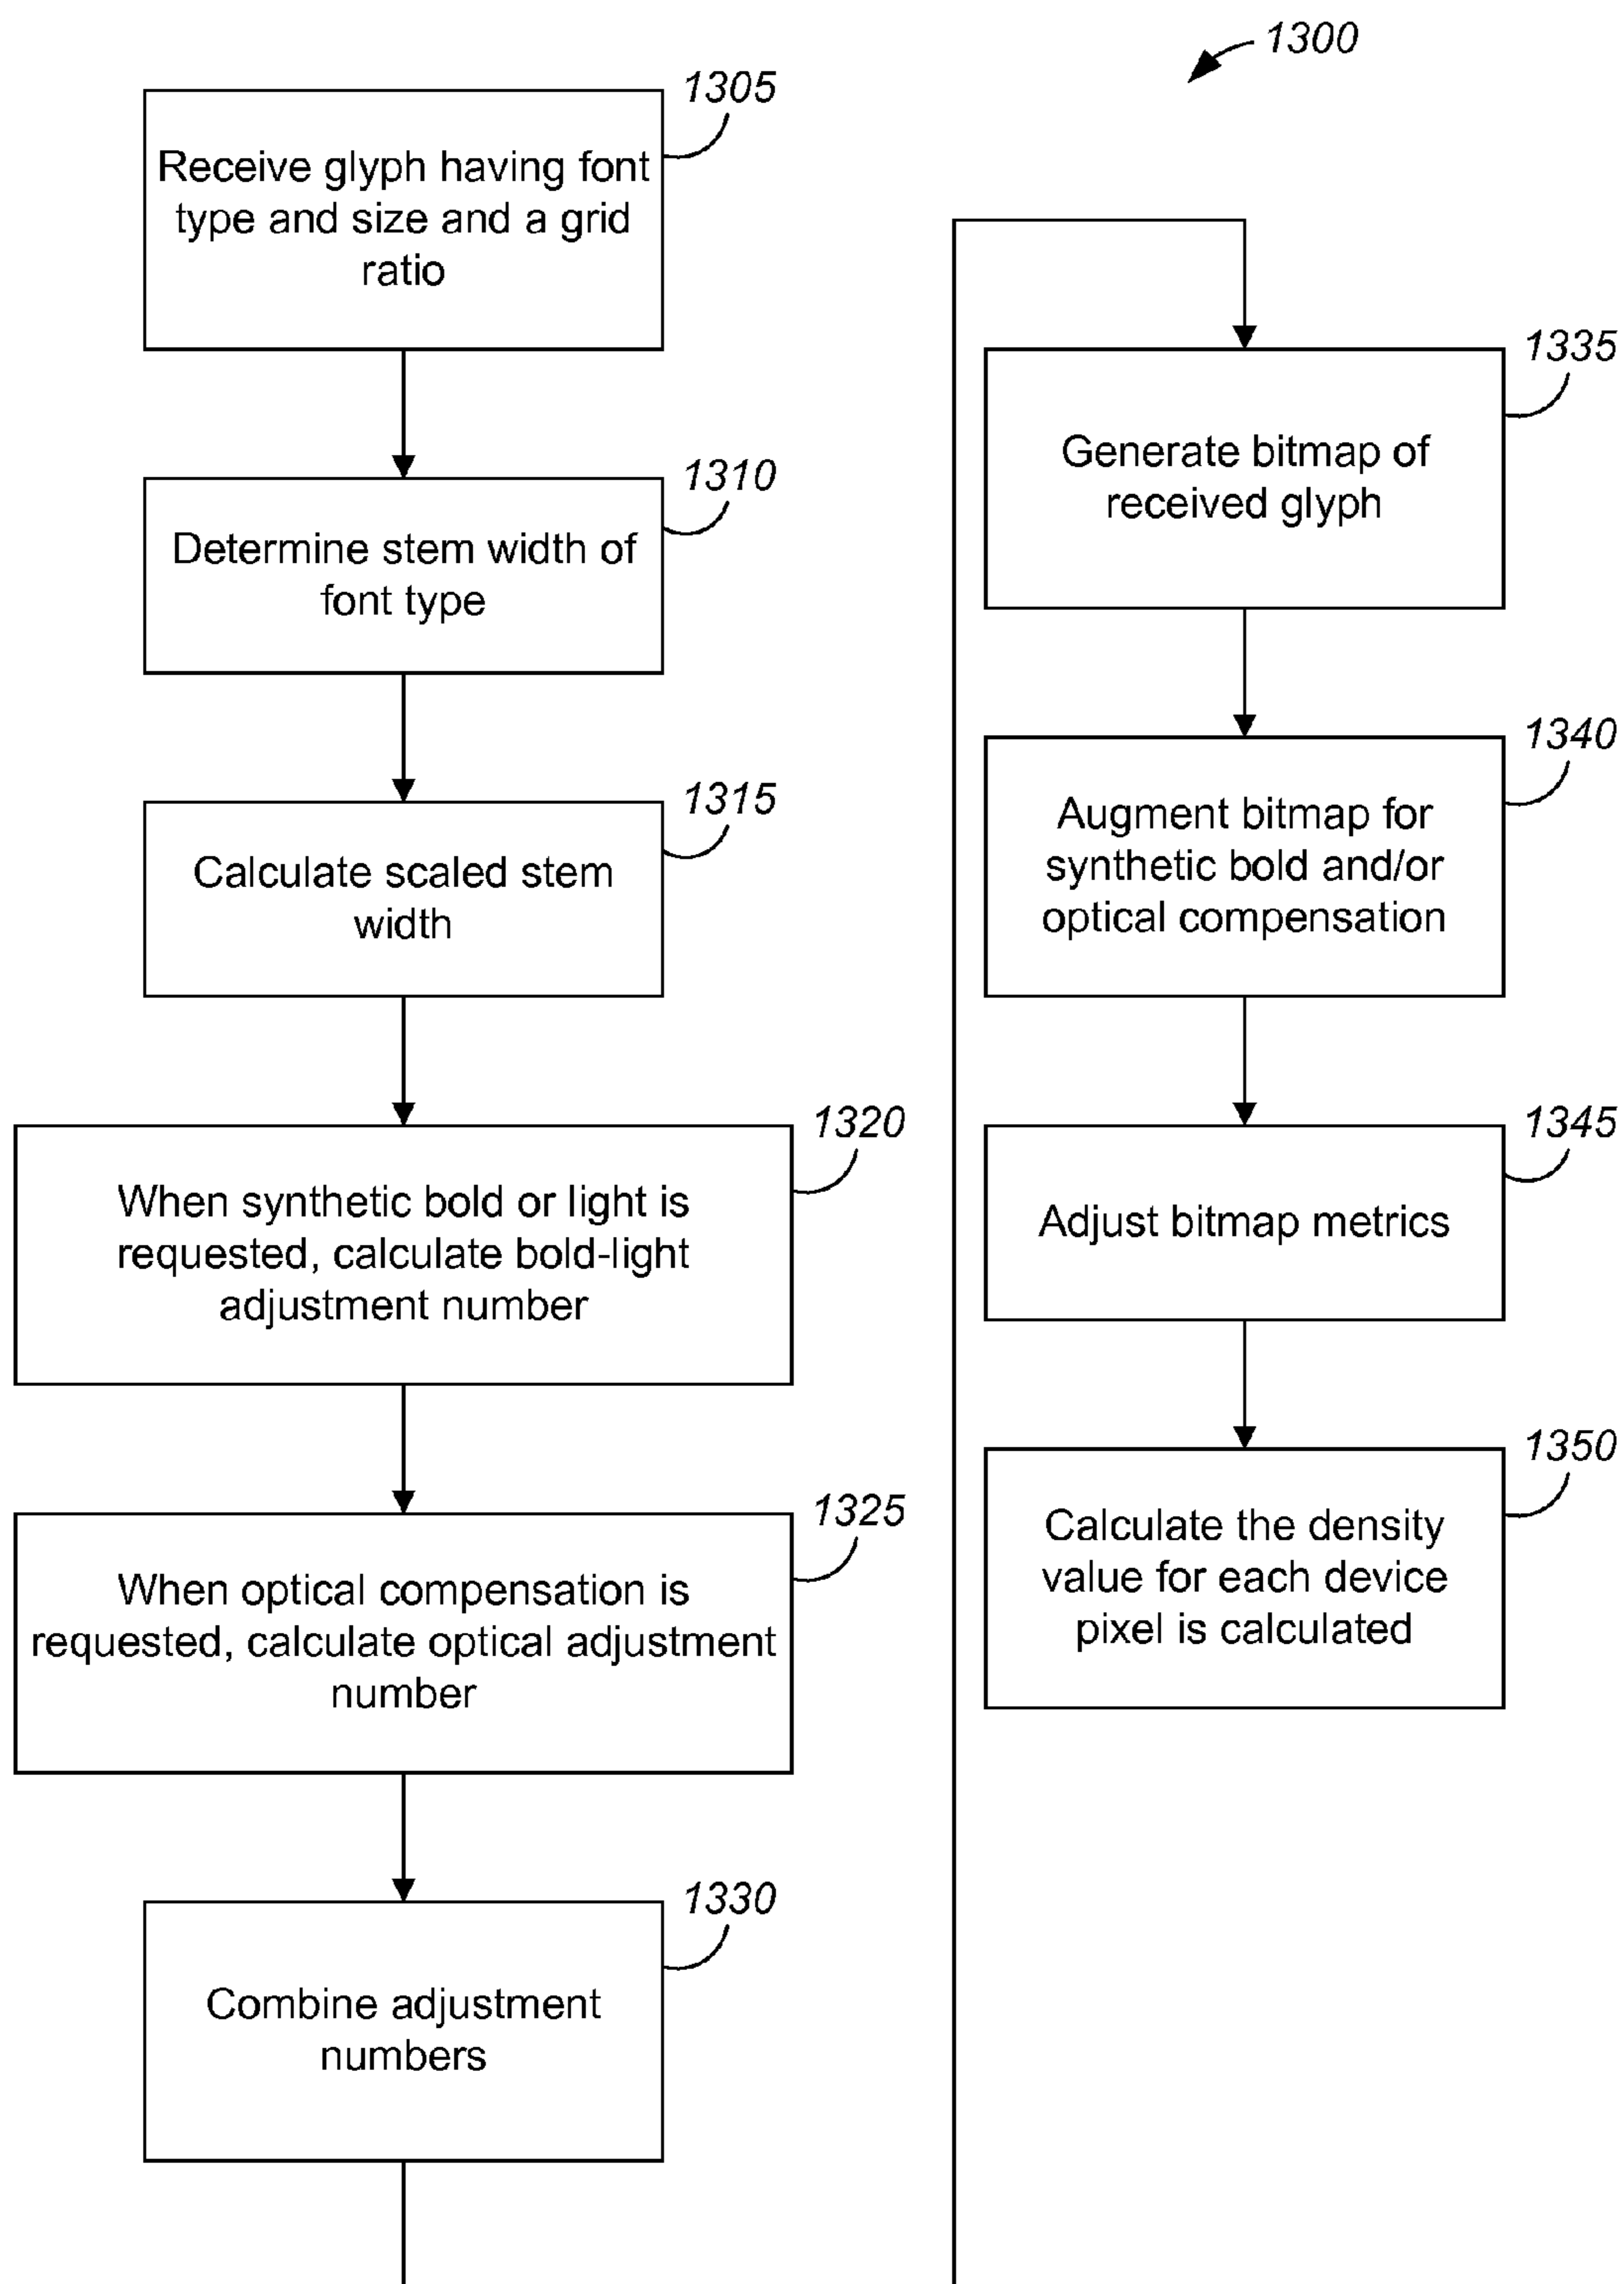 1300
1305
Receive glyph having font
type and size and a grid
ratio
1310
Determine stem width of
font type
1315
Calculate scaled stem
width
1320
When synthetic bold or light is
requested, calculate bold-light
adjustment number
1325
When optical compensation is
requested, calculate optical adjustment
number
1330
Combine adjustment
numbers
1335
Generate bitmap of
received glyph
1340
Augment bitmap for
synthetic bold and/or
optical compensation
1345
Adjust bitmap metrics
1350
Calculate the density
value for each device
pixel is calculated